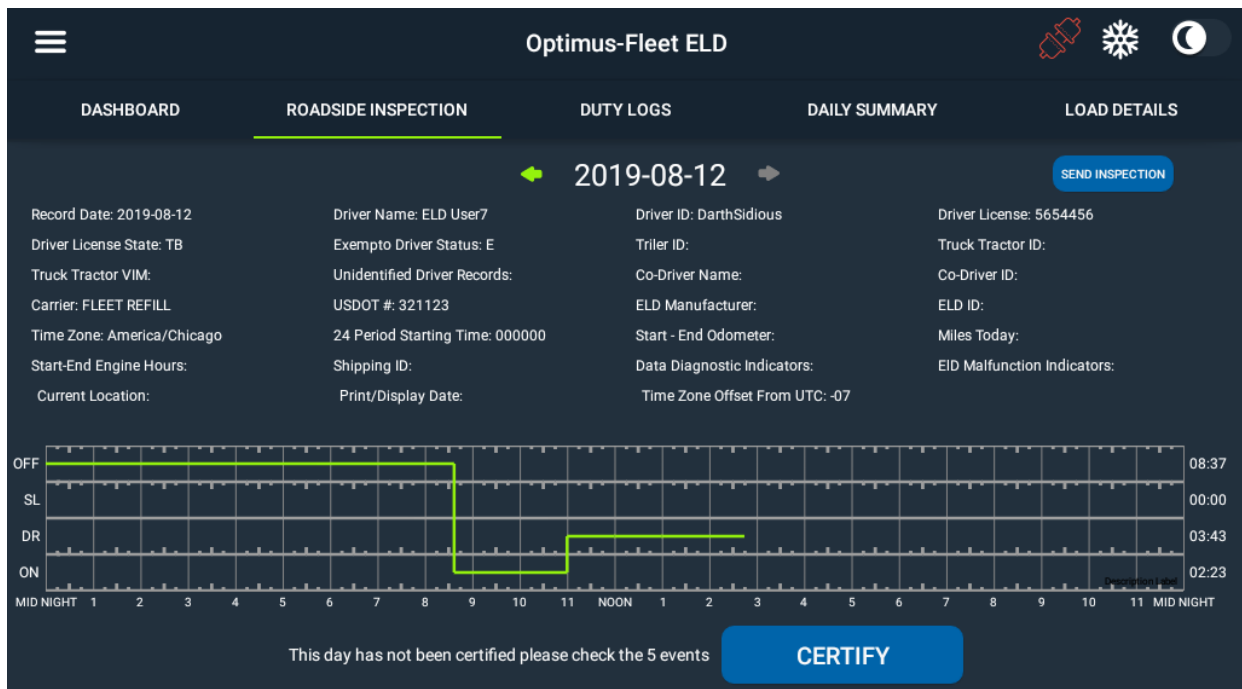 Optimus-Fleet ELD
DASHBOARD ROADSIDE INSPECTION DUTY LOGS DAILY SUMMARY LOAD DETAILS
2019-08-12 SEND INSPECTION
Record Date: 2019-08-12 Driver Name: ELD User7 Driver ID: DarthSidious Driver License: 5654456
Driver License State: TB Exempto Driver Status: E Triler ID: Truck Tractor ID:
Truck Tractor VIM: Unidentified Driver Records: Co-Driver Name: Co-Driver ID:
Carrier: FLEET REFILL USDOT #: 321123 ELD Manufacturer: ELD ID:
Time Zone: America/Chicago 24 Period Starting Time: 000000 Start - End Odometer: Miles Today:
Start-End Engine Hours: Shipping ID: Data Diagnostic Indicators: EID Malfunction Indicators:
Current Location: Print/Display Date: Time Zone Offset From UTC: -07
OFF 08:37
SL 00:00
DR 03:43
ON 02:23
Description Label
MID NIGHT 1 2 3 4 5 6 7 8 9 10 11 NOON 1 2 3 4 5 6 7 8 9 10 11 MID NIGHT
This day has not been certified please check the 5 events CERTIFY